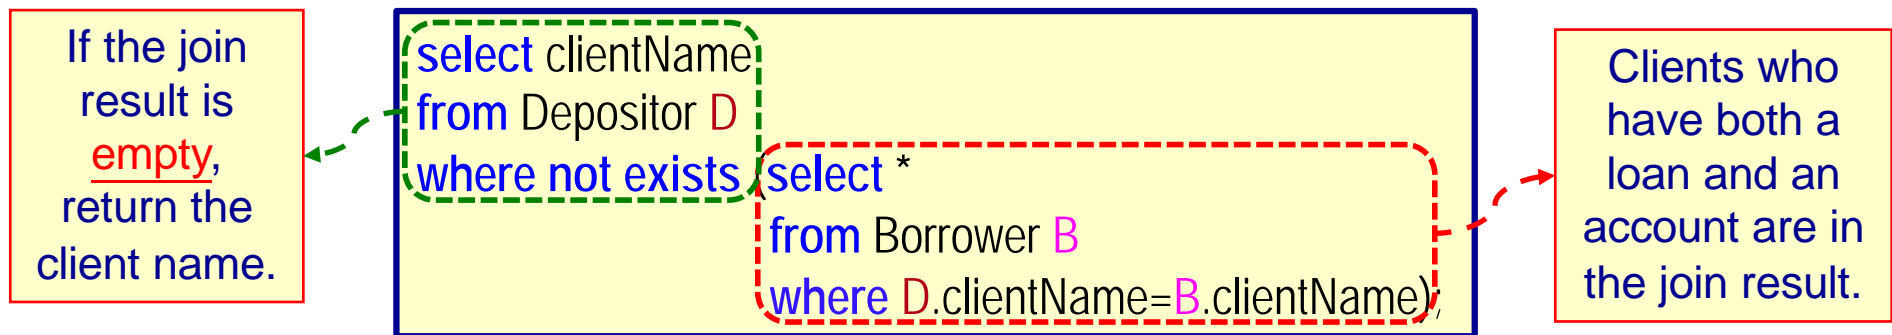 If the join
result is
empty,
return the
client name.
select clientName
from Depositor D
where not exists (select *
from Borrower B
where D.clientName=B.clientName);
Clients who
have both a
loan and an
account are in
the join result.